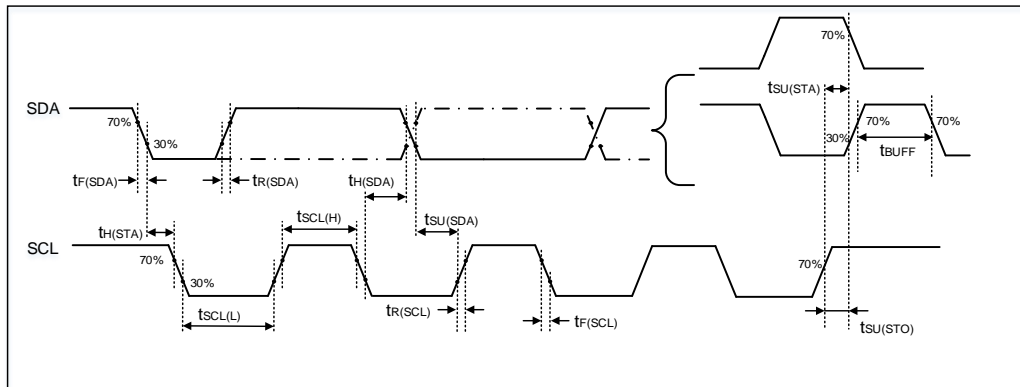 70%
tSU(STA)
SDA
70%
30%
30%
70%
70%
tBUFF
tF(SDA)
tR(SDA)
tH(SDA)
tH(STA)
tSCL(H)
tSU(SDA)
SCL
70%
30%
70%
tSCL(L)
tR(SCL)
tF(SCL)
tSU(STO)